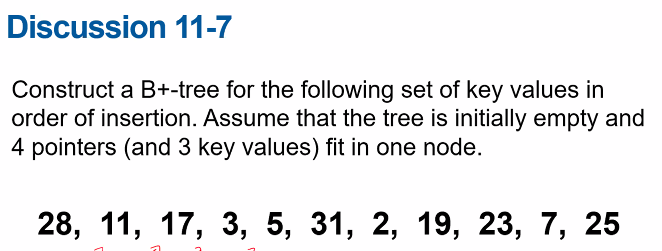 Discussion 11-7
Construct a B+-tree for the following set of key values in
order of insertion. Assume that the tree is initially empty and
4 pointers (and 3 key values) fit in one node.
28, 11, 17, 3, 5, 31, 2, 19, 23, 7, 25